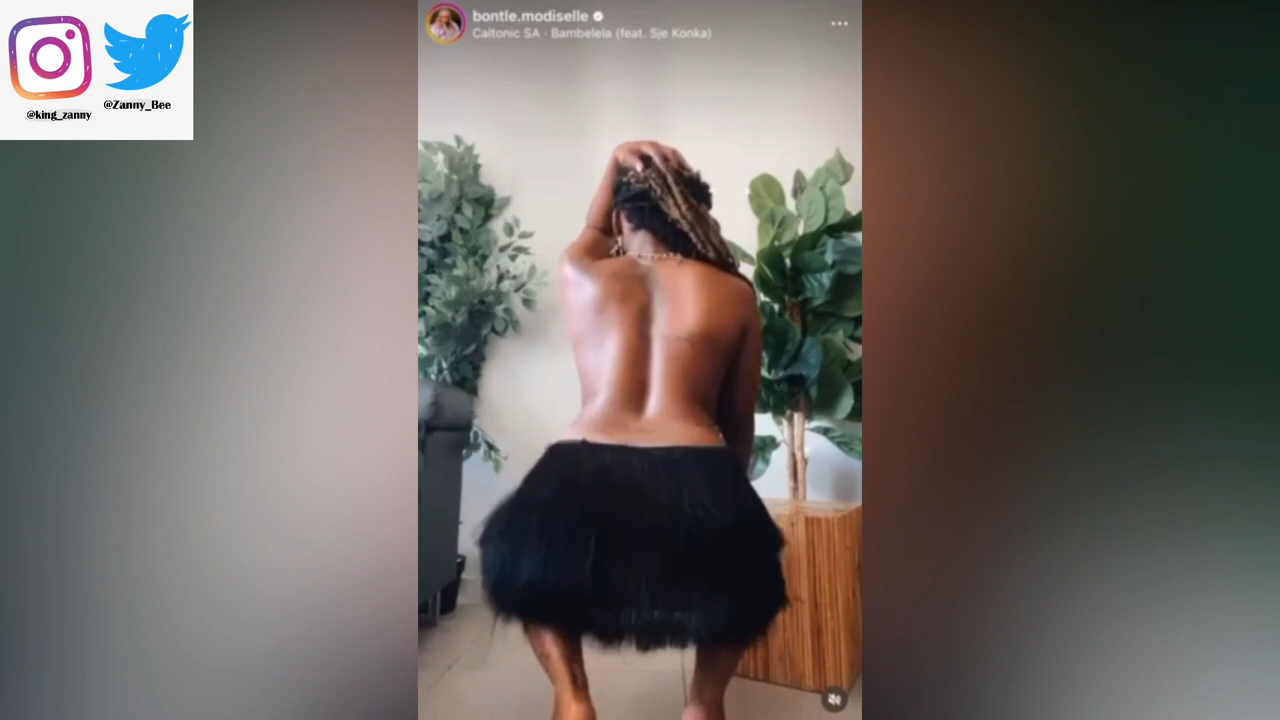 bontle.modiselle
Caltonic SA · Bambelela (feat. Sje Konka)
@Zanny_Bee
@king_zanny